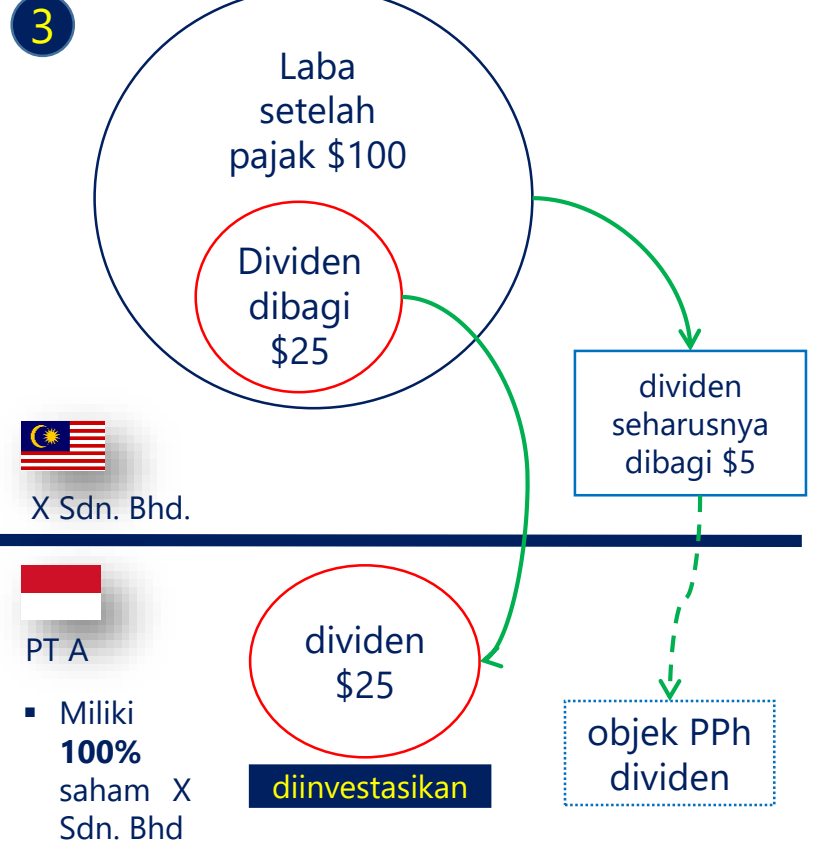 3
Laba
setelah
pajak $100
Dividen
dibagi
$25
dividen
seharusnya
dibagi $5
X Sdn. Bhd.
PT A
▪ Miliki
100%
saham X
Sdn. Bhd
dividen
$25
diinvestasikan
objek PPh
dividen